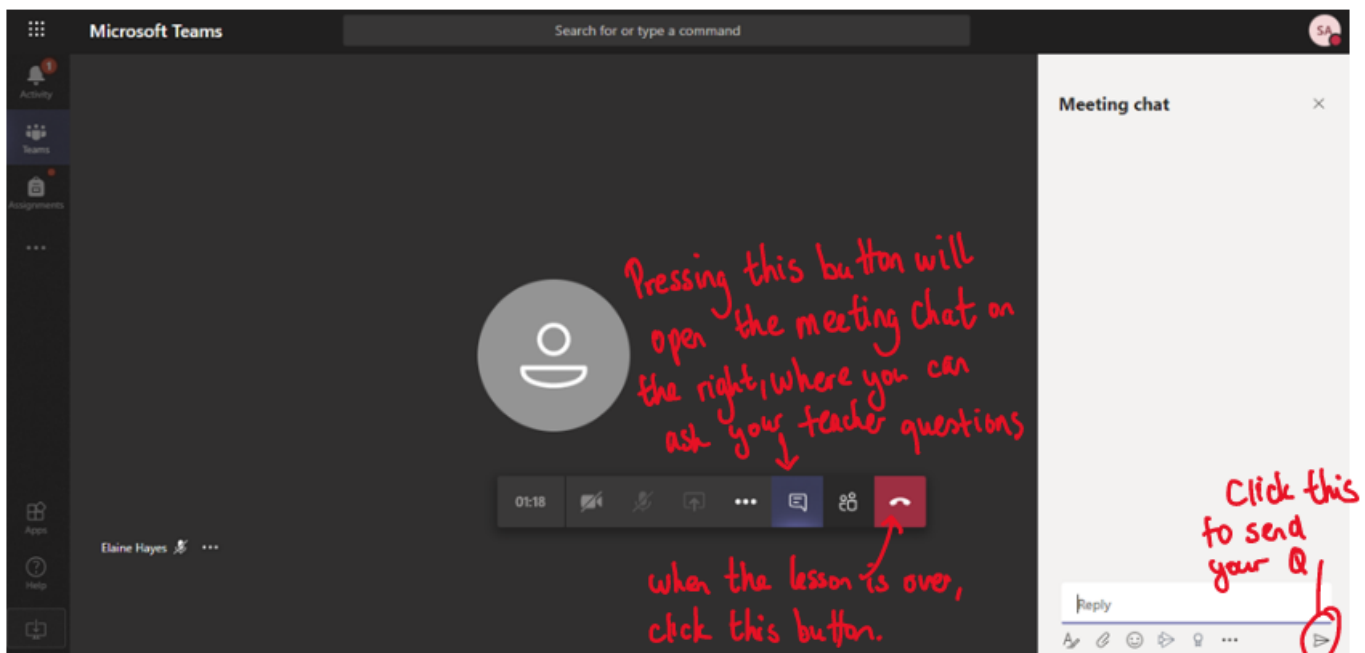 Microsoft Teams
Search for or type a command
SA
1
Activity
Teams
Assignments
Meeting chat
Pressing this button will
open the meeting chat on
the right, where you can
ask your teacher questions
01:18
Elaine Hayes
when the lesson is over,
click this button.
Click this
to send
your Q
Reply
Apps
Help